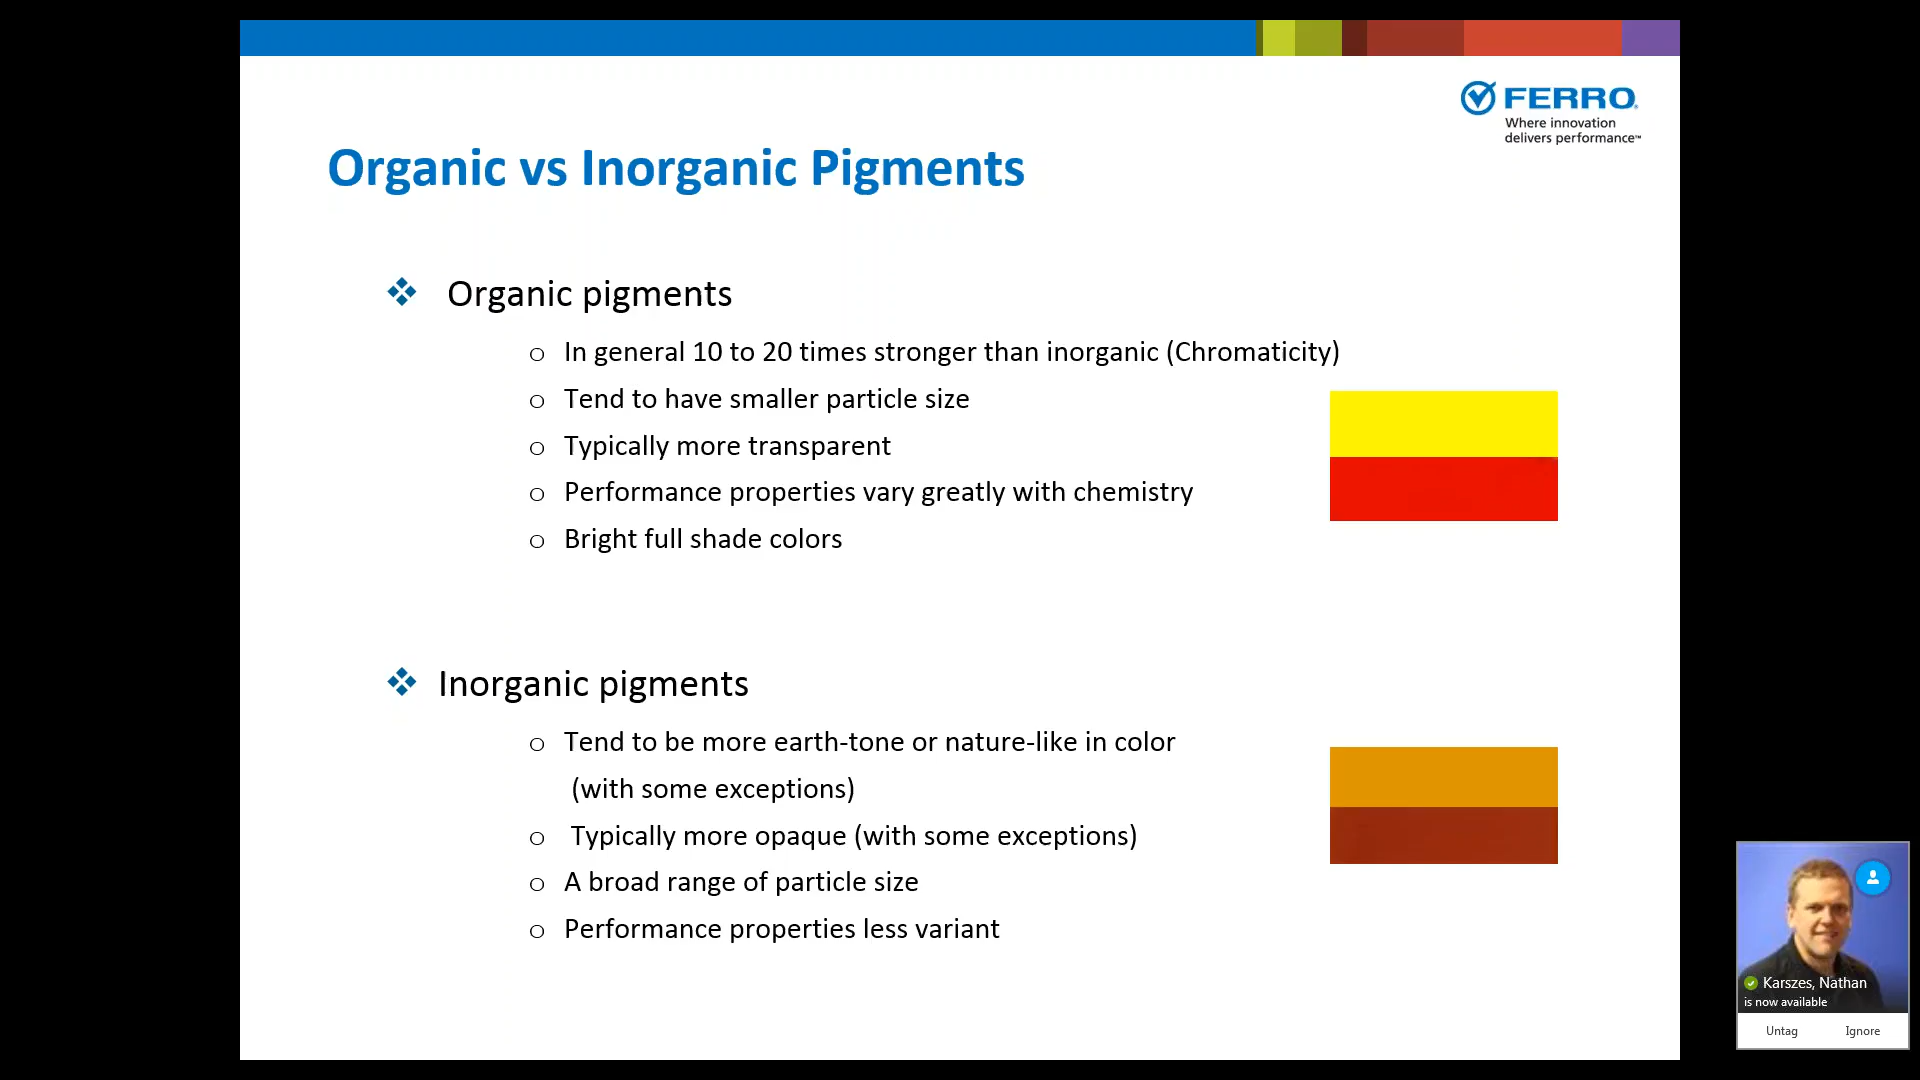 FERRO
Where innovation
delivers performance™
Organic vs Inorganic Pigments
❖ Organic pigments
o In general 10 to 20 times stronger than inorganic (Chromaticity)
o Tend to have smaller particle size
o Typically more transparent
o Performance properties vary greatly with chemistry
o Bright full shade colors
❖ Inorganic pigments
o Tend to be more earth-tone or nature-like in color
(with some exceptions)
o Typically more opaque (with some exceptions)
o A broad range of particle size
o Performance properties less variant
Karszes, Nathan
is now available
Untag Ignore